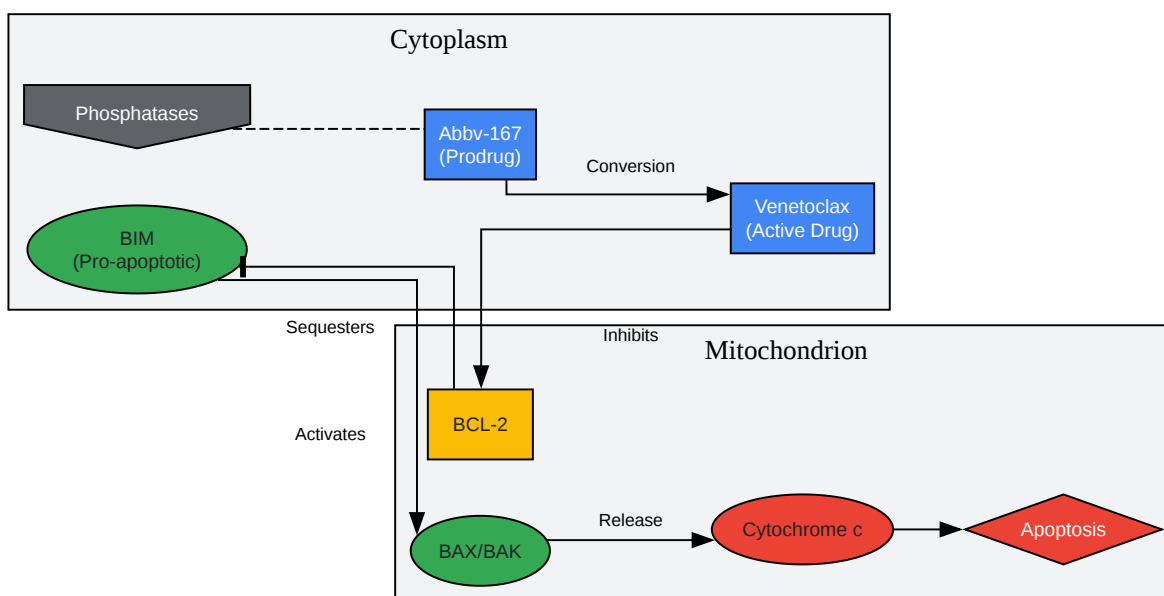 Cytoplasm
Phosphatases
Abbv-167
(Prodrug)
Conversion
Venetoclax
(Active Drug)
BIM
(Pro-apoptotic)
Sequesters
Inhibits
Mitochondrion
BCL-2
Activates
BAX/BAK
Release
Cytochrome c
Apoptosis